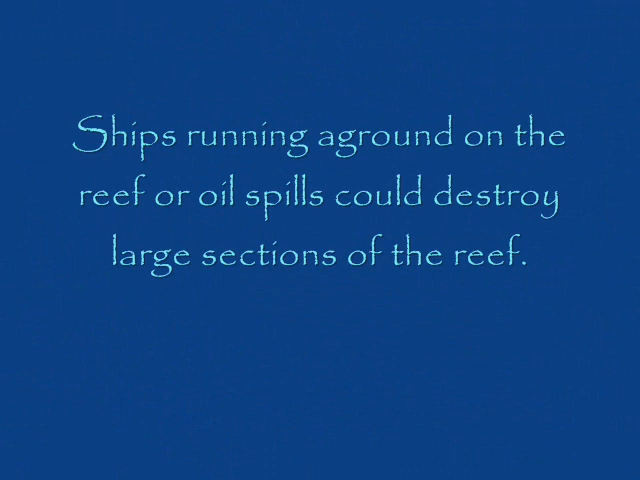 Ships running aground on the
reef or oil spills could destroy
large sections of the reef.